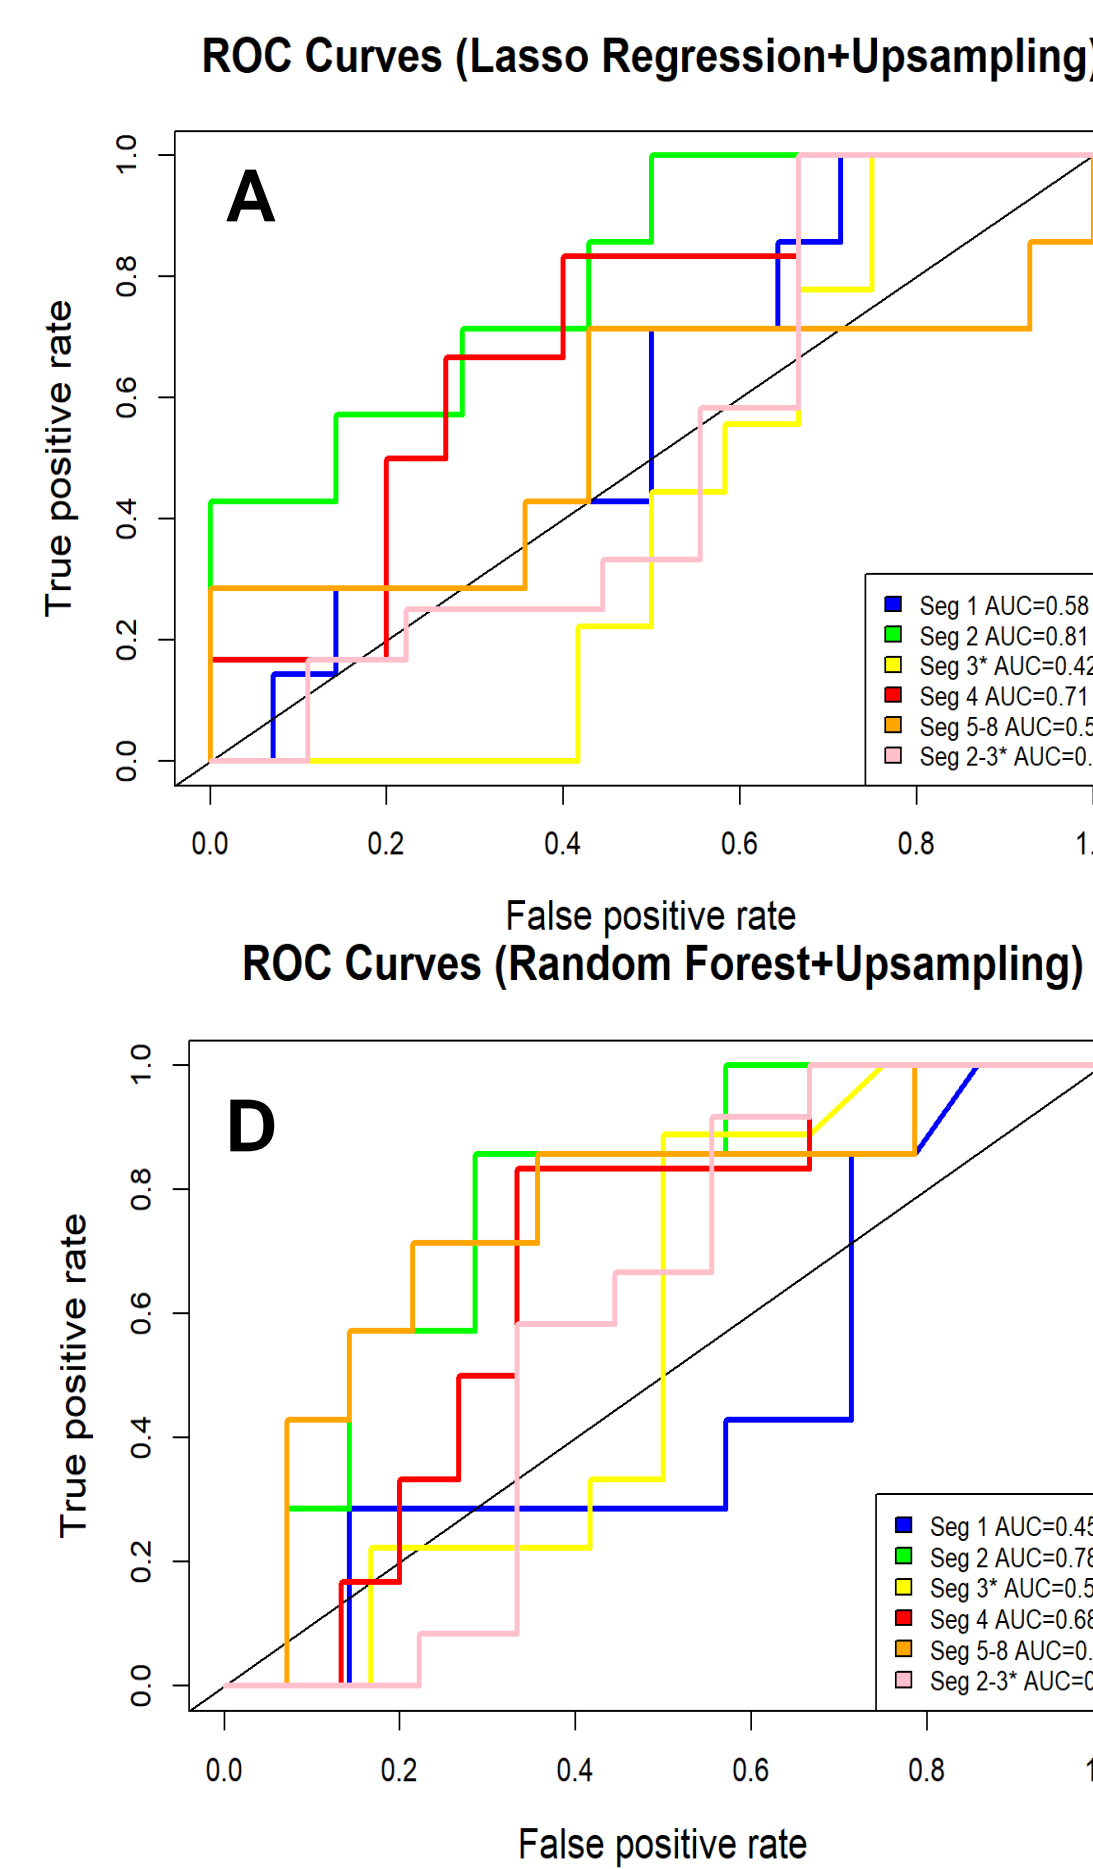 ROC Curves (Lasso Regression+Upsampling)
A
1.0
0.8
0.6
0.4
0.2
0.0
True positive rate
Seg 1 AUC=0.58
Seg 2 AUC=0.81
Seg 3* AUC=0.42
Seg 4 AUC=0.71
Seg 5-8 AUC=0.5
Seg 2-3* AUC=0.
0.0 0.2 0.4 0.6 0.8 1.
False positive rate
ROC Curves (Random Forest+Upsampling)
D
1.0
0.8
0.6
0.4
0.2
0.0
True positive rate
Seg 1 AUC=0.45
Seg 2 AUC=0.78
Seg 3* AUC=0.5
Seg 4 AUC=0.68
Seg 5-8 AUC=0.
Seg 2-3* AUC=0
0.0 0.2 0.4 0.6 0.8 1
False positive rate